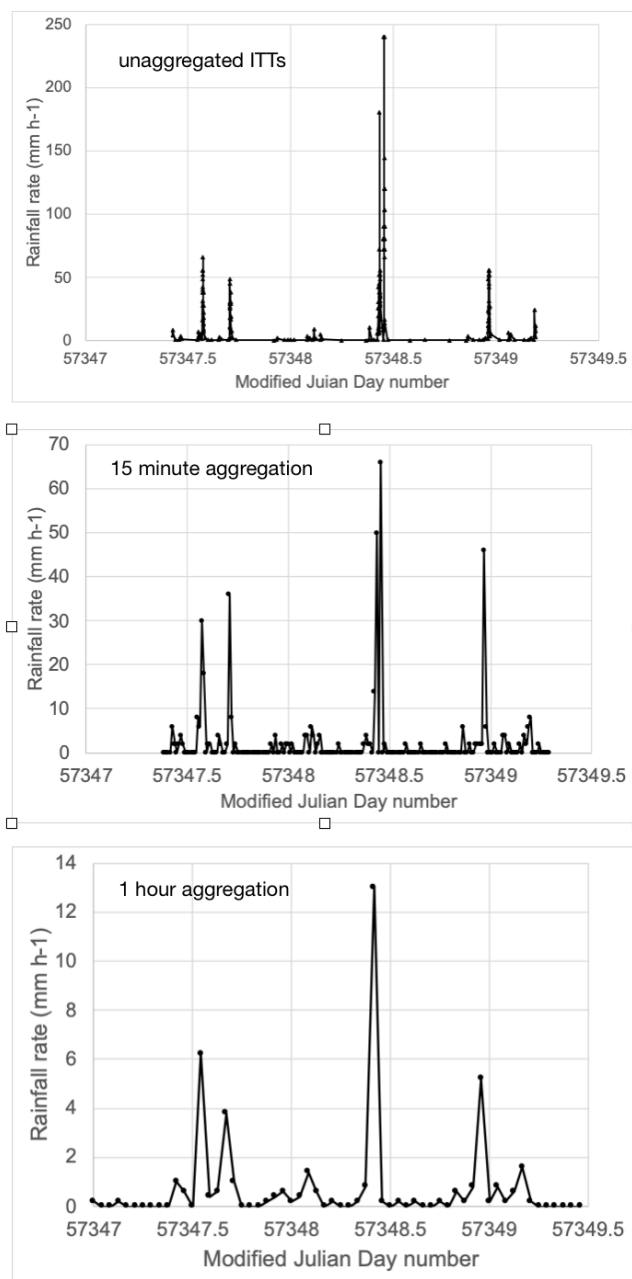 250
unaggregated ITTs
200
150
100
50
0
Rainfall rate (mm h-1)
57347 57347.5 57348 57348.5 57349 57349.5
Modified Juian Day number
70
15 minute aggregation
60
50
40
30
20
10
0
Rainfall rate (mm h-1)
57347 57347.5 57348 57348.5 57349 57349.5
Modified Julian Day number
14
1 hour aggregation
12
10
8
6
4
2
0
Rainfall rate (mm h-1)
57347 57347.5 57348 57348.5 57349 57349.5
Modified Julian Day number